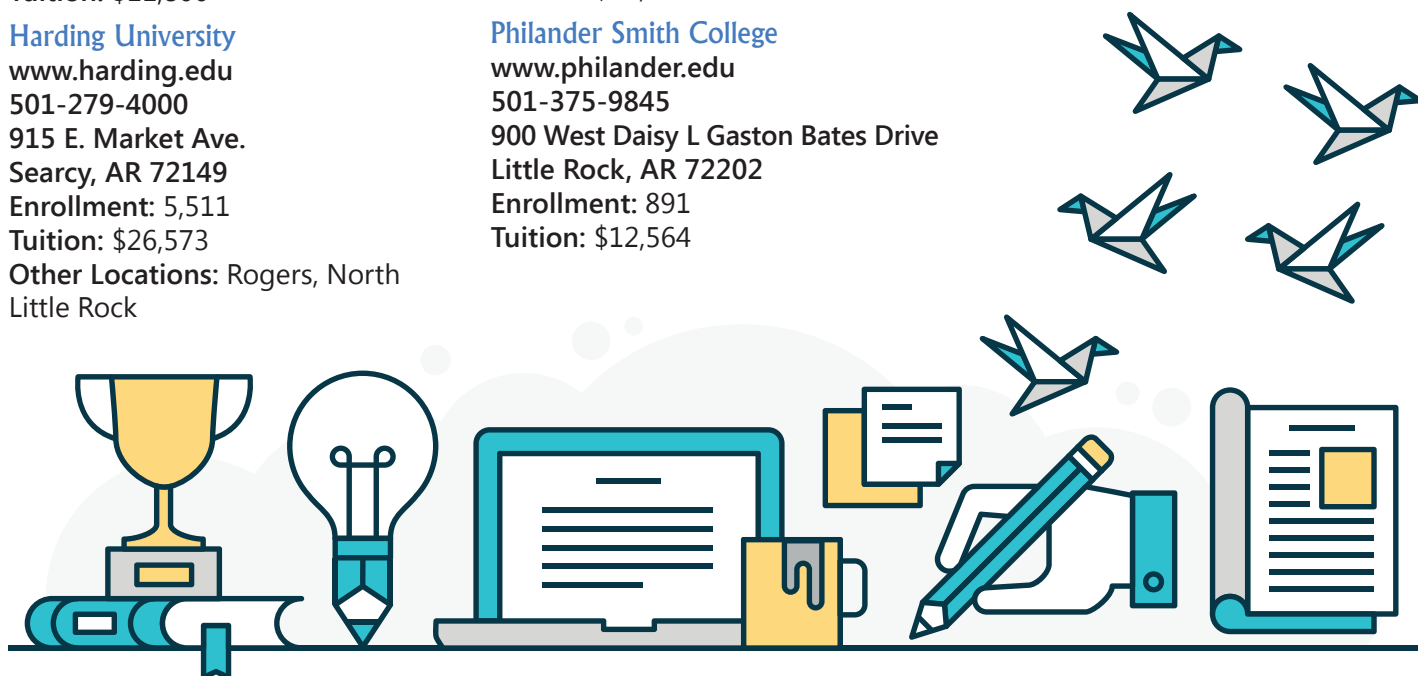 Harding University
www.harding.edu
501-279-4000
915 E. Market Ave.
Searcy, AR 72149
Enrollment: 5,511
Tuition: $26,573
Other Locations: Rogers, North
Little Rock
Philander Smith College
www.philander.edu
501-375-9845
900 West Daisy L Gaston Bates Drive
Little Rock, AR 72202
Enrollment: 891
Tuition: $12,564